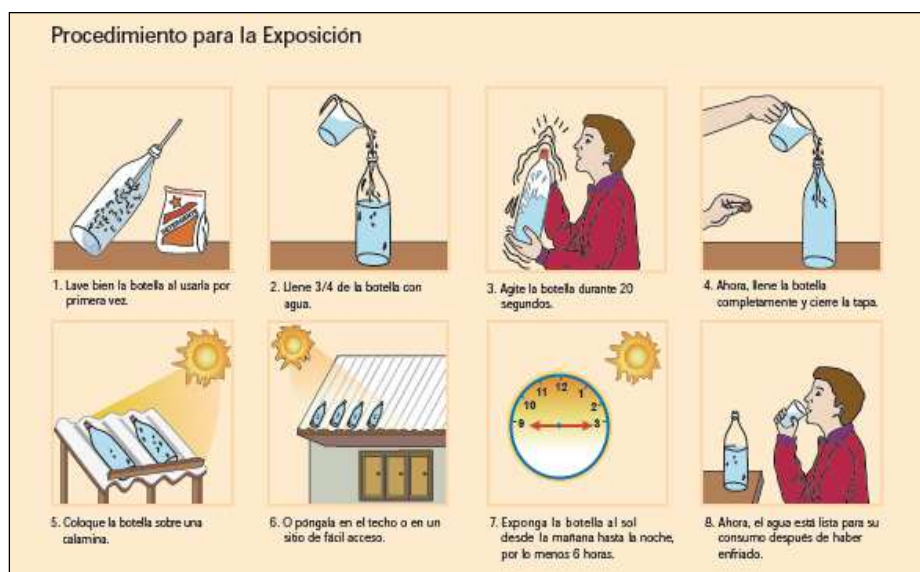 Procedimiento para la Exposición
DETERGENTE
1. Lave bien la botella al usarla por
primera vez.
2. Llene 3/4 de la botella con
agua.
3. Agite la botella durante 20
segundos.
4. Ahora, llene la botella
completamente y cierre la tapa.
5. Coloque la botella sobre una
calamina.
6. O póngala en el techo o en un
sitio de fácil acceso.
9 10 11 12 1 2 3
7. Exponga la botella al sol
desde la mañana hasta la noche,
por lo menos 6 horas.
8. Ahora, el agua está lista para su
consumo después de haber
enfriado.